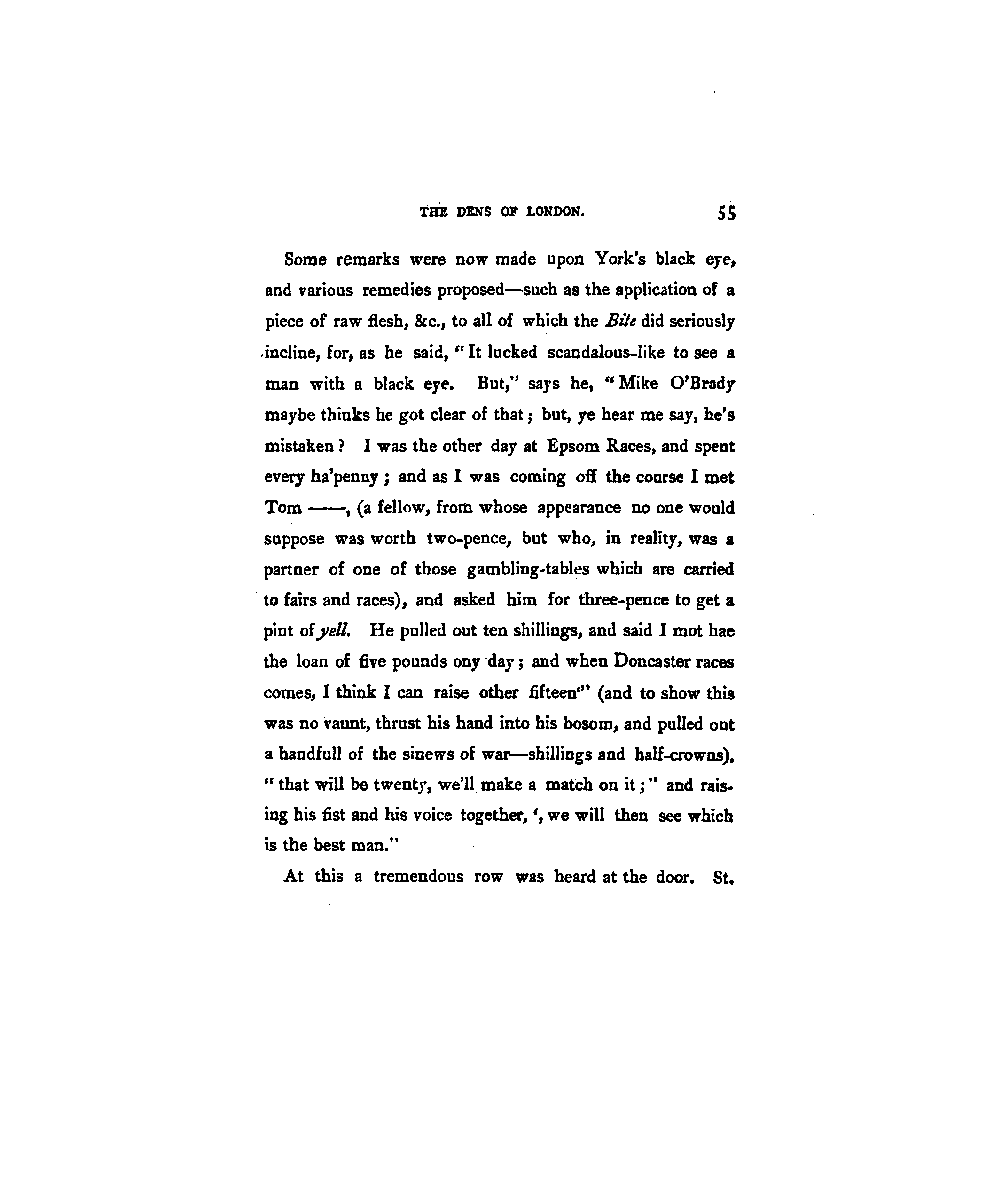 THE DENS OF LONDON. 55
Some remarks were now made upon York's black eye,
and various remedies proposed—such as the application of a
piece of raw flesh, &c., to all of which the Bite did seriously
incline, for, as he said, "It lucked scandalous-like to see a
man with a black eye. But," says he, "Mike O'Brady
maybe thinks he got clear of that; but, ye hear me say, he's
mistaken? I was the other day at Epsom Races, and spent
every ha'penny; and as I was coming off the course I met
Tom ——, (a fellow, from whose appearance no one would
suppose was worth two-pence, but who, in reality, was a
partner of one of those gambling-tables which are carried
to fairs and races), and asked him for three-pence to get a
pint of yell. He pulled out ten shillings, and said I mot hae
the loan of five pounds ony day; and when Doncaster races
comes, I think I can raise other fifteen'" (and to show this
was no vaunt, thrust his hand into his bosom, and pulled out
a handfull of the sinews of war—shillings and half-crowns).
"that will be twenty, we'll make a match on it;" and rais-
ing his fist and his voice together, ', we will then see which
is the best man."
At this a tremendous row was heard at the door. St.